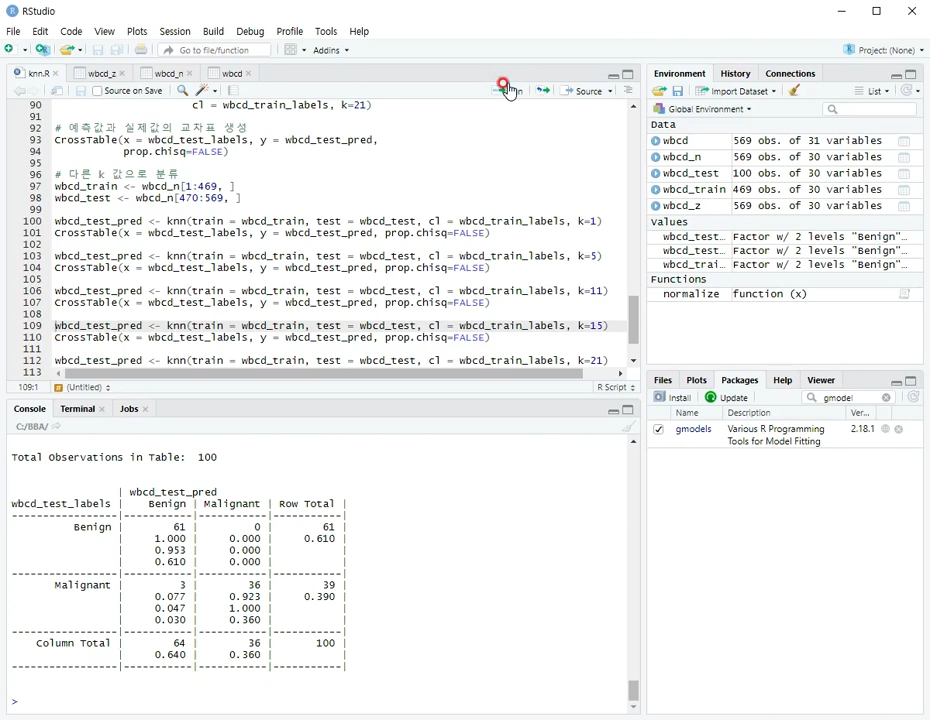 RStudio
File Edit Code View Plots Session Build Debug Profile Tools Help
Go to file/function Addins Project: (None)
knn.R wbcd_z wbcd_n wbcd
Source on Save Source
90 cl = wbcd_train_labels, k=21)
91
92 # 예측값과 실제값의 교차표 생성
93 CrossTable(x = wbcd_test_labels, y = wbcd_test_pred,
94 prop.chisq=FALSE)
95
96 # 다른 k 값으로 분류
97 wbcd_train <- wbcd_n[1:469, ]
98 wbcd_test <- wbcd_n[470:569, ]
99
100 wbcd_test_pred <- knn(train = wbcd_train, test = wbcd_test, cl = wbcd_train_labels, k=1)
101 CrossTable(x = wbcd_test_labels, y = wbcd_test_pred, prop.chisq=FALSE)
102
103 wbcd_test_pred <- knn(train = wbcd_train, test = wbcd_test, cl = wbcd_train_labels, k=5)
104 CrossTable(x = wbcd_test_labels, y = wbcd_test_pred, prop.chisq=FALSE)
105
106 wbcd_test_pred <- knn(train = wbcd_train, test = wbcd_test, cl = wbcd_train_labels, k=11)
107 CrossTable(x = wbcd_test_labels, y = wbcd_test_pred, prop.chisq=FALSE)
108
109 wbcd_test_pred <- knn(train = wbcd_train, test = wbcd_test, cl = wbcd_train_labels, k=15)
110 CrossTable(x = wbcd_test_labels, y = wbcd_test_pred, prop.chisq=FALSE)
111
112 wbcd_test_pred <- knn(train = wbcd_train, test = wbcd_test, cl = wbcd_train_labels, k=21)
113
109:1 (Untitled) R Script
Console Terminal Jobs
C:/BBA/
Total Observations in Table: 100
| wbcd_test_pred
wbcd_test_labels | Benign | Malignant | Row Total |
Benign | 61 | 0 | 61 |
| 1.000 | 0.000 | 0.610 |
| 0.953 | 0.000 | |
| 0.610 | 0.000 | |
Malignant | 3 | 36 | 39 |
| 0.077 | 0.923 | 0.390 |
| 0.047 | 1.000 | |
| 0.030 | 0.360 | |
Column Total | 64 | 36 | 100 |
| 0.640 | 0.360 | |
>
Environment History Connections
Import Dataset List
Global Environment
Data
wbcd 569 obs. of 31 variables
wbcd_n 569 obs. of 30 variables
wbcd_test 100 obs. of 30 variables
wbcd_train 469 obs. of 30 variables
wbcd_z 569 obs. of 30 variables
Values
wbcd_test… Factor w/ 2 levels "Benign"…
wbcd_test… Factor w/ 2 levels "Benign"…
wbcd_trai… Factor w/ 2 levels "Benign"…
Functions
normalize function (x)
Files Plots Packages Help Viewer
Install Update gmodel
Name Description Ver...
gmodels Various R Programming 2.18.1
Tools for Model Fitting